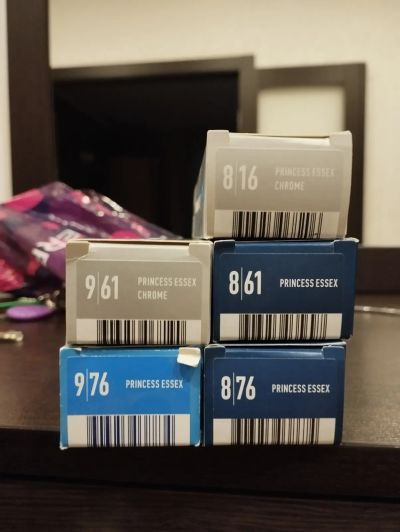 8|16 PRINCESS ESSEX
CHROME
9|61 PRINCESS ESSEX
CHROME
8|61 PRINCESS ESSEX
9|76 PRINCESS ESSEX
8|76 PRINCESS ESSEX